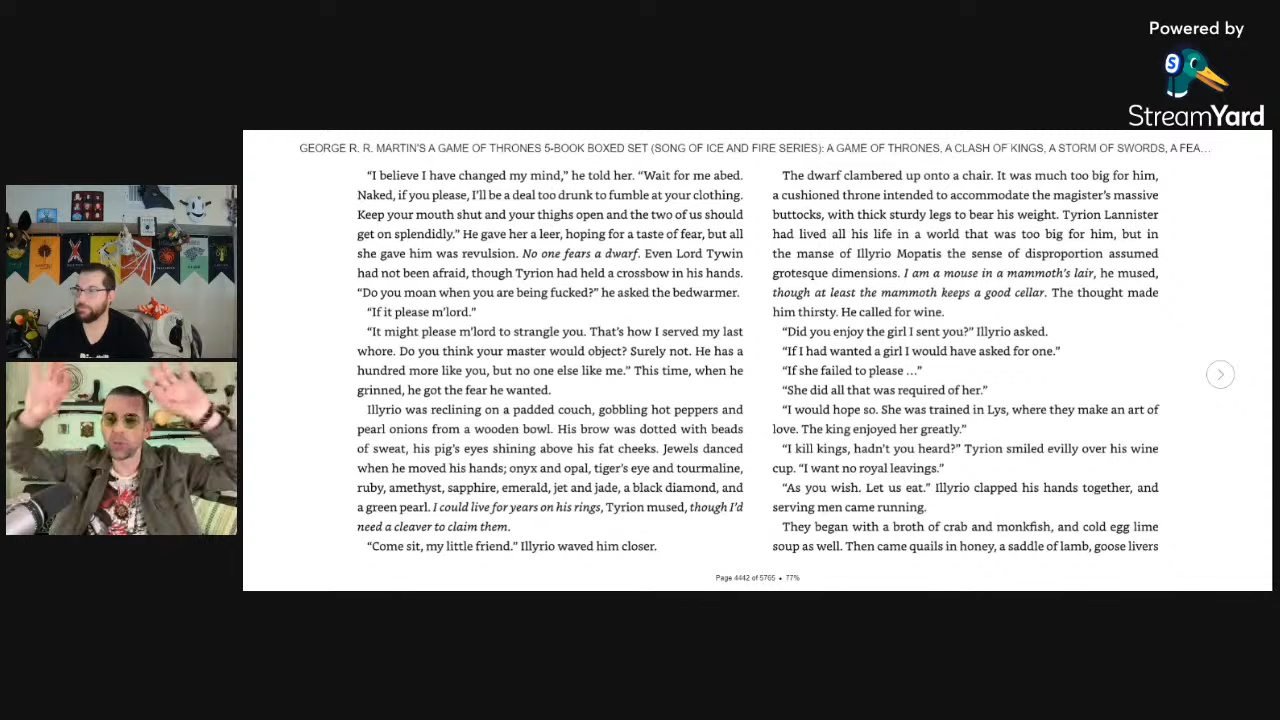 Powered by
S
StreamYard
GEORGE R. R. MARTIN'S A GAME OF THRONES 5-BOOK BOXED SET (SONG OF ICE AND FIRE SERIES): A GAME OF THRONES, A CLASH OF KINGS, A STORM OF SWORDS, A FEA…
“I believe I have changed my mind,” he told her. “Wait for me abed.
Naked, if you please, I’ll be a deal too drunk to fumble at your clothing.
Keep your mouth shut and your thighs open and the two of us should
get on splendidly.” He gave her a leer, hoping for a taste of fear, but all
she gave him was revulsion. No one fears a dwarf. Even Lord Tywin
had not been afraid, though Tyrion had held a crossbow in his hands.
“Do you moan when you are being fucked?” he asked the bedwarmer.
“If it please m’lord.”
“It might please m’lord to strangle you. That’s how I served my last
whore. Do you think your master would object? Surely not. He has a
hundred more like you, but no one else like me.” This time, when he
grinned, he got the fear he wanted.
Illyrio was reclining on a padded couch, gobbling hot peppers and
pearl onions from a wooden bowl. His brow was dotted with beads
of sweat, his pig’s eyes shining above his fat cheeks. Jewels danced
when he moved his hands; onyx and opal, tiger’s eye and tourmaline,
ruby, amethyst, sapphire, emerald, jet and jade, a black diamond, and
a green pearl. I could live for years on his rings, Tyrion mused, though I’d
need a cleaver to claim them.
“Come sit, my little friend.” Illyrio waved him closer.
The dwarf clambered up onto a chair. It was much too big for him,
a cushioned throne intended to accommodate the magister’s massive
buttocks, with thick sturdy legs to bear his weight. Tyrion Lannister
had lived all his life in a world that was too big for him, but in
the manse of Illyrio Mopatis the sense of disproportion assumed
grotesque dimensions. I am a mouse in a mammoth’s lair, he mused,
though at least the mammoth keeps a good cellar. The thought made
him thirsty. He called for wine.
“Did you enjoy the girl I sent you?” Illyrio asked.
“If I had wanted a girl I would have asked for one.”
“If she failed to please …”
“She did all that was required of her.”
“I would hope so. She was trained in Lys, where they make an art of
love. The king enjoyed her greatly.”
“I kill kings, hadn’t you heard?” Tyrion smiled evilly over his wine
cup. “I want no royal leavings.”
“As you wish. Let us eat.” Illyrio clapped his hands together, and
serving men came running.
They began with a broth of crab and monkfish, and cold egg lime
soup as well. Then came quails in honey, a saddle of lamb, goose livers
Page 4442 of 5765 • 77%